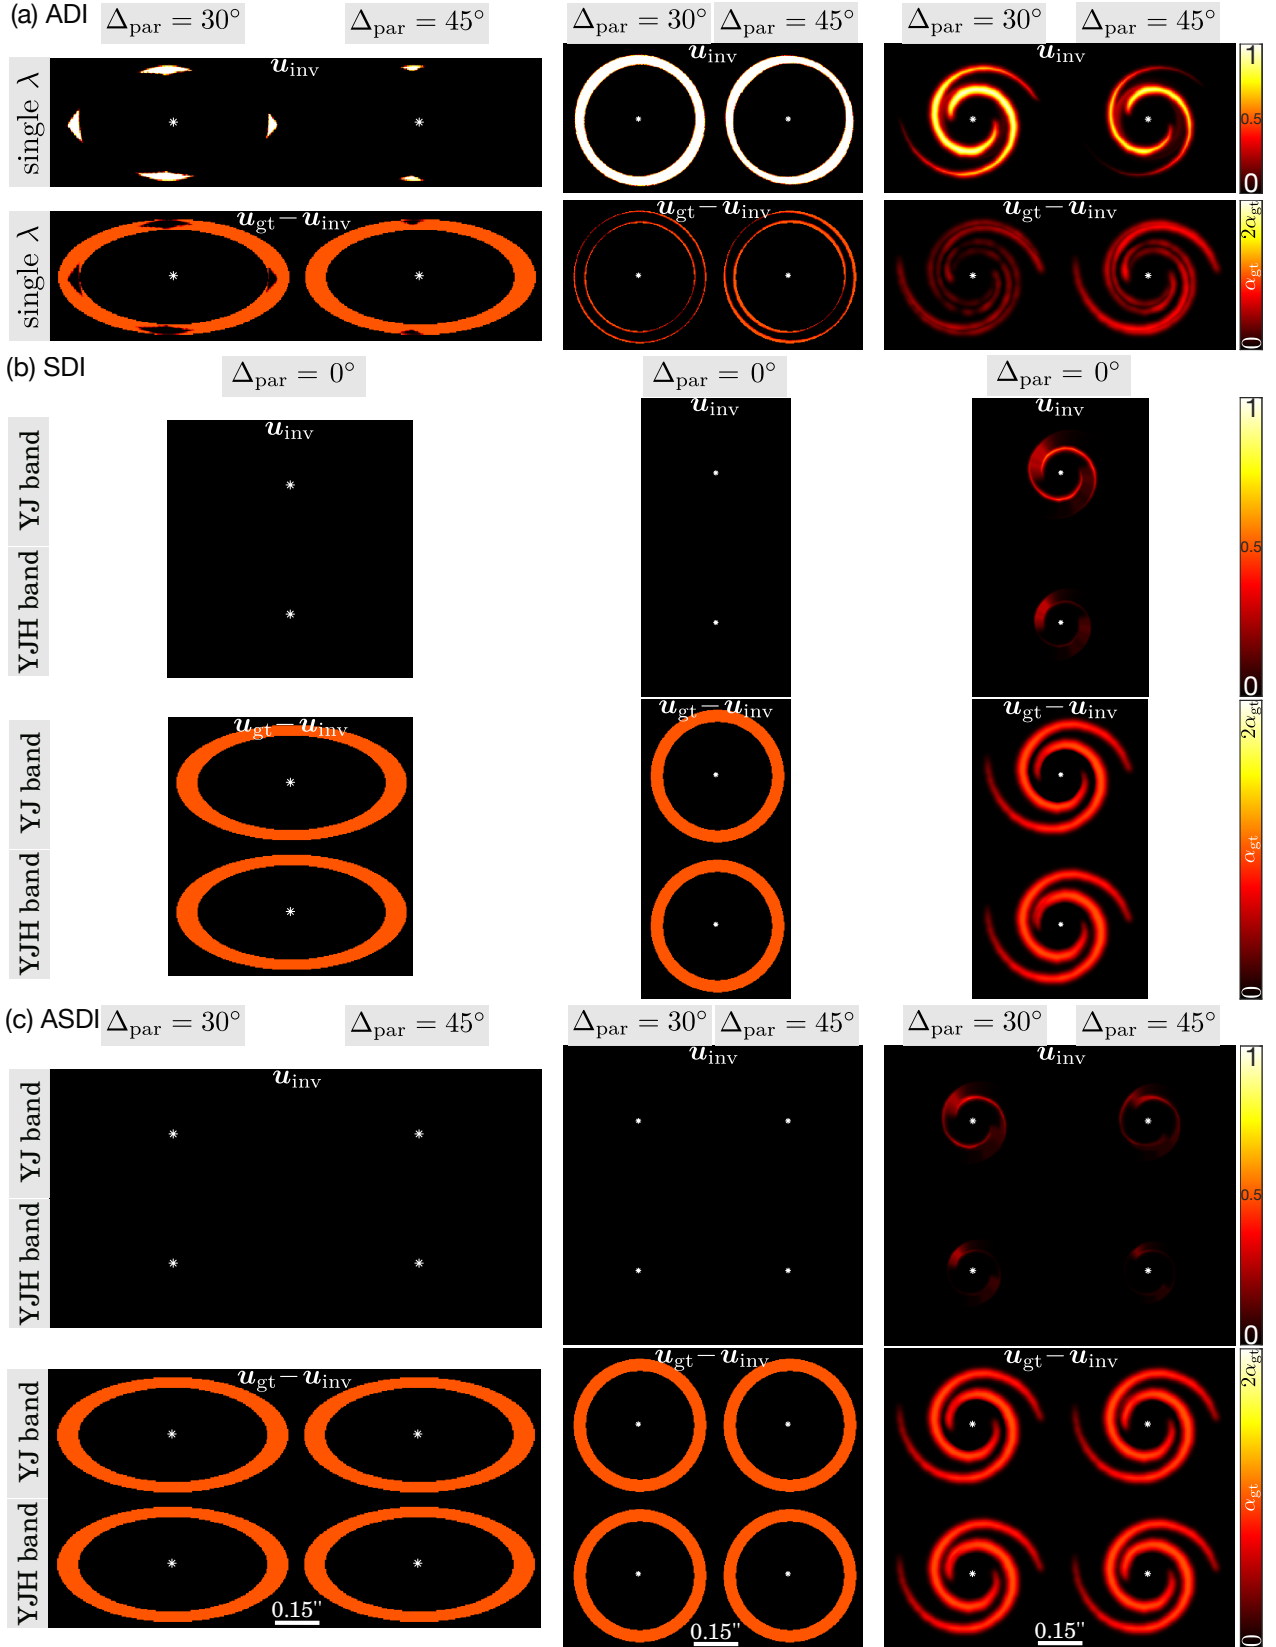 (a) ADI
Δpar = 30° Δpar = 45° Δpar = 30° Δpar = 45° Δpar = 30° Δpar = 45°
single λ
uinv uinv uinv
1
0.5
0
single λ
ugt − uinv ugt − uinv ugt − uinv
2αgt
αgt
0
(b) SDI
Δpar = 0° Δpar = 0° Δpar = 0°
uinv uinv uinv
YJ band
YJH band
1
0.5
0
ugt − uinv ugt − uinv ugt − uinv
YJ band
YJH band
2αgt
αgt
0
(c) ASDI
Δpar = 30° Δpar = 45° Δpar = 30° Δpar = 45° Δpar = 30° Δpar = 45°
uinv uinv uinv
YJ band
YJH band
1
0.5
0
ugt − uinv ugt − uinv ugt − uinv
YJ band
YJH band
2αgt
αgt
0
0.15" 0.15" 0.15"